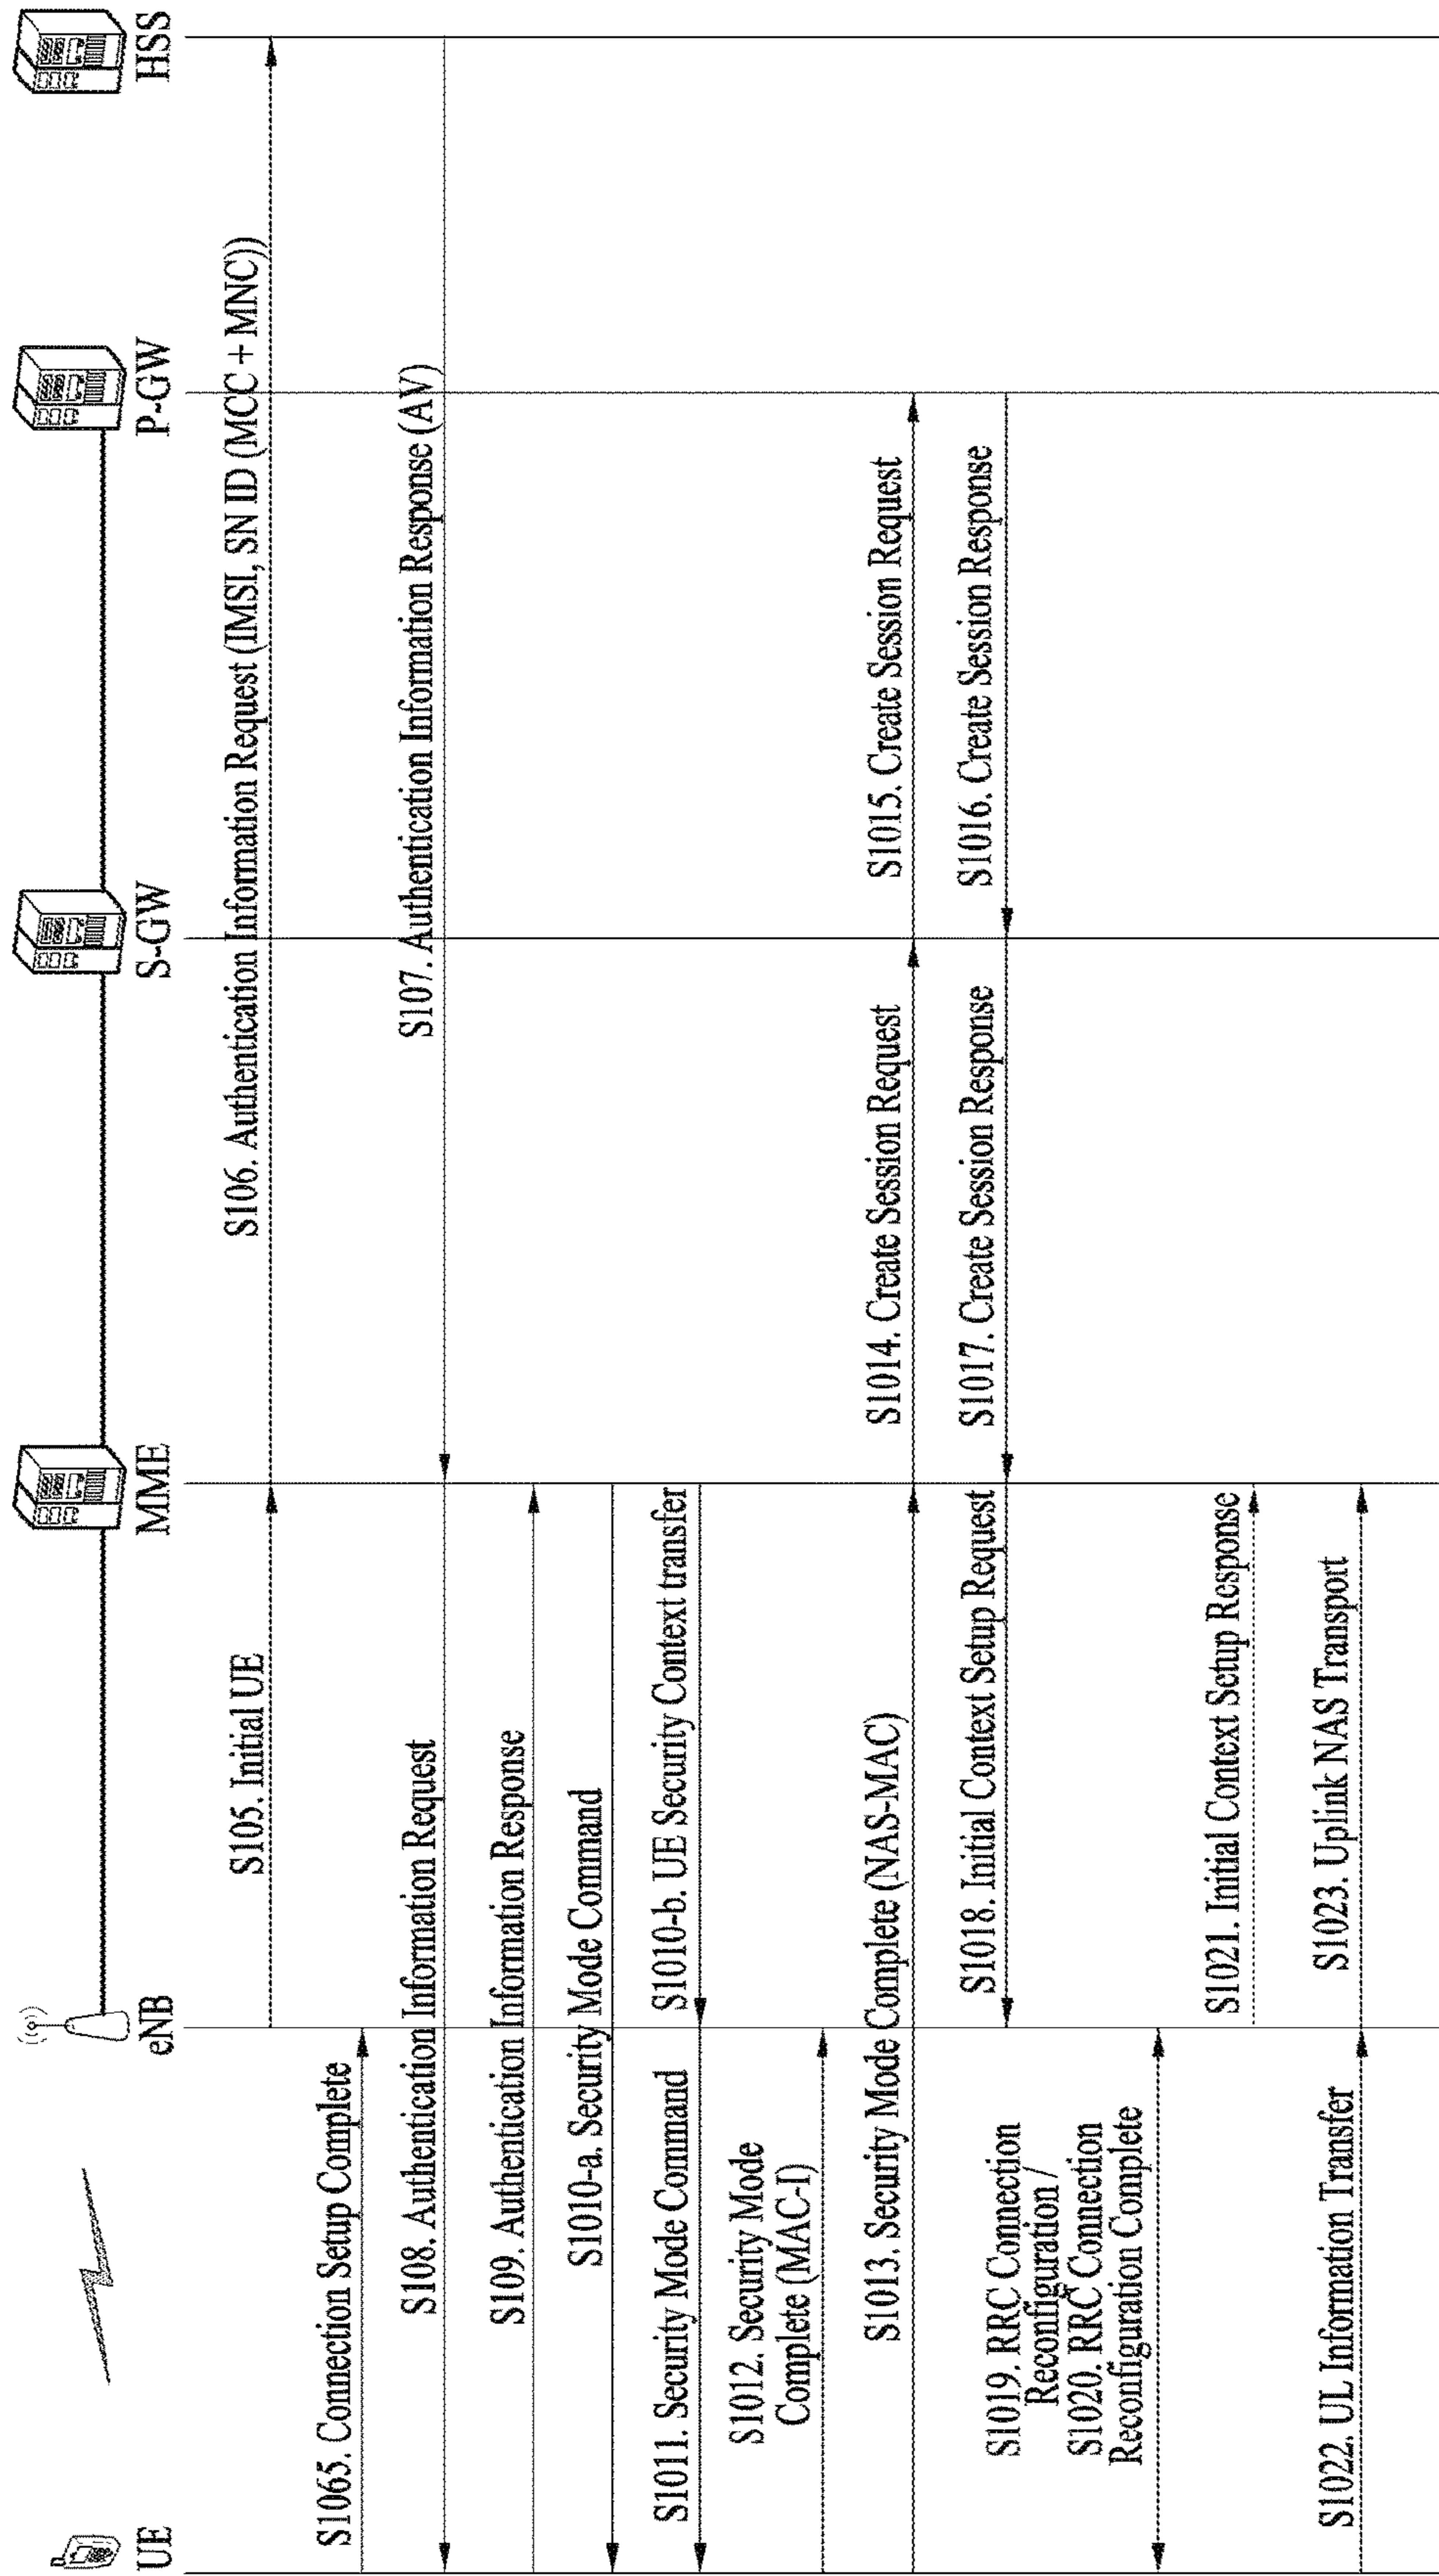 UE
eNB
MME
S-GW
P-GW
HSS
S105. Initial UE
S106. Authentication Information Request (IMSI, SN ID (MCC + MNC))
S1065. Connection Setup Complete
S107. Authentication Information Response (AV)
S108. Authentication Information Request
S109. Authentication Information Response
S1010-a. Security Mode Command
S1010-b. UE Security Context transfer
S1011. Security Mode Command
S1012. Security Mode
Complete (MAC-I)
S1013. Security Mode Complete (NAS-MAC)
S1014. Create Session Request
S1015. Create Session Request
S1016. Create Session Response
S1017. Create Session Response
S1018. Initial Context Setup Request
S1019. RRC Connection
Reconfiguration /
S1020. RRC Connection
Reconfiguration Complete
S1021. Initial Context Setup Response
S1022. UL Information Transfer
S1023. Uplink NAS Transport